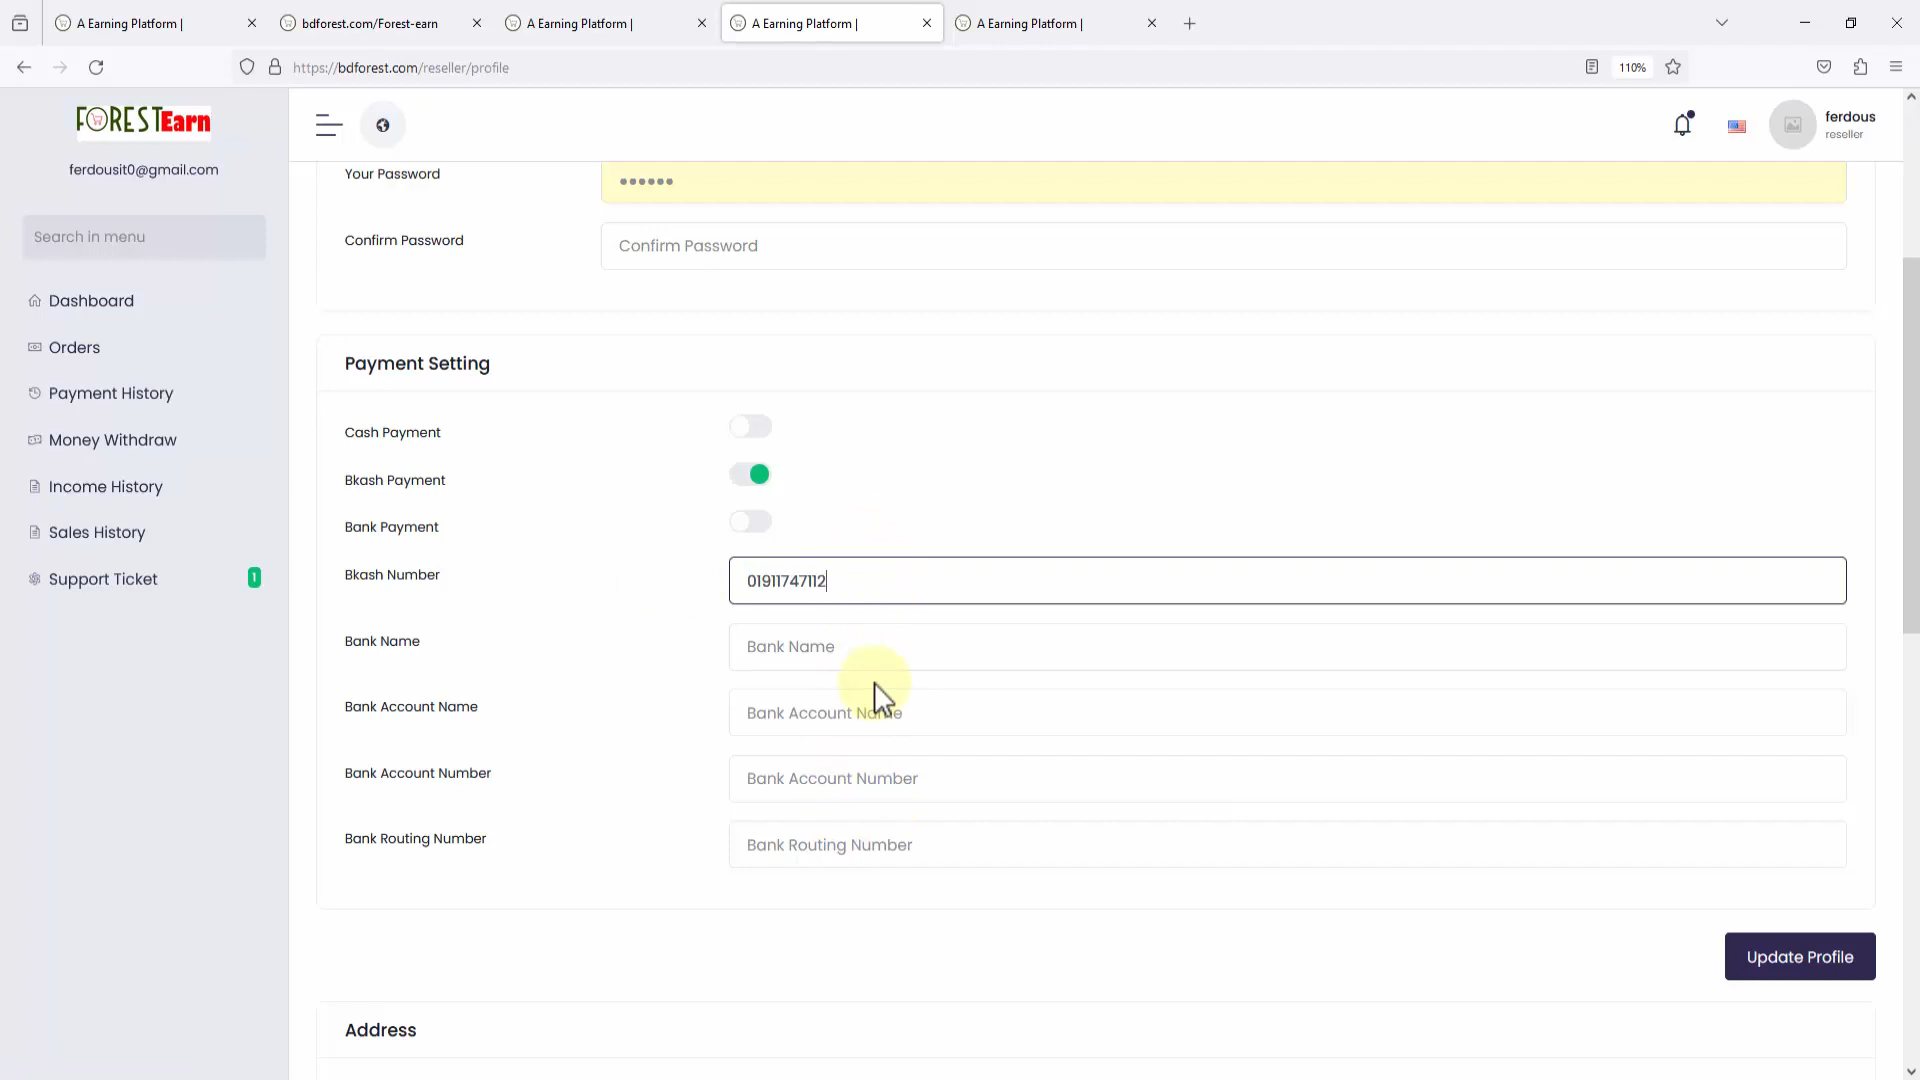 A Earning Platform |
bdforest.com/Forest-earn
A Earning Platform |
A Earning Platform |
A Earning Platform |
https://bdforest.com/reseller/profile
110%
FORESTEarn
ferdousit0@gmail.com
Search in menu
Dashboard
Orders
Payment History
Money Withdraw
Income History
Sales History
Support Ticket
1
ferdous
reseller
Your Password
Confirm Password
Confirm Password
Payment Setting
Cash Payment
Bkash Payment
Bank Payment
Bkash Number
01911747112
Bank Name
Bank Name
Bank Account Name
Bank Account Name
Bank Account Number
Bank Account Number
Bank Routing Number
Bank Routing Number
Update Profile
Address